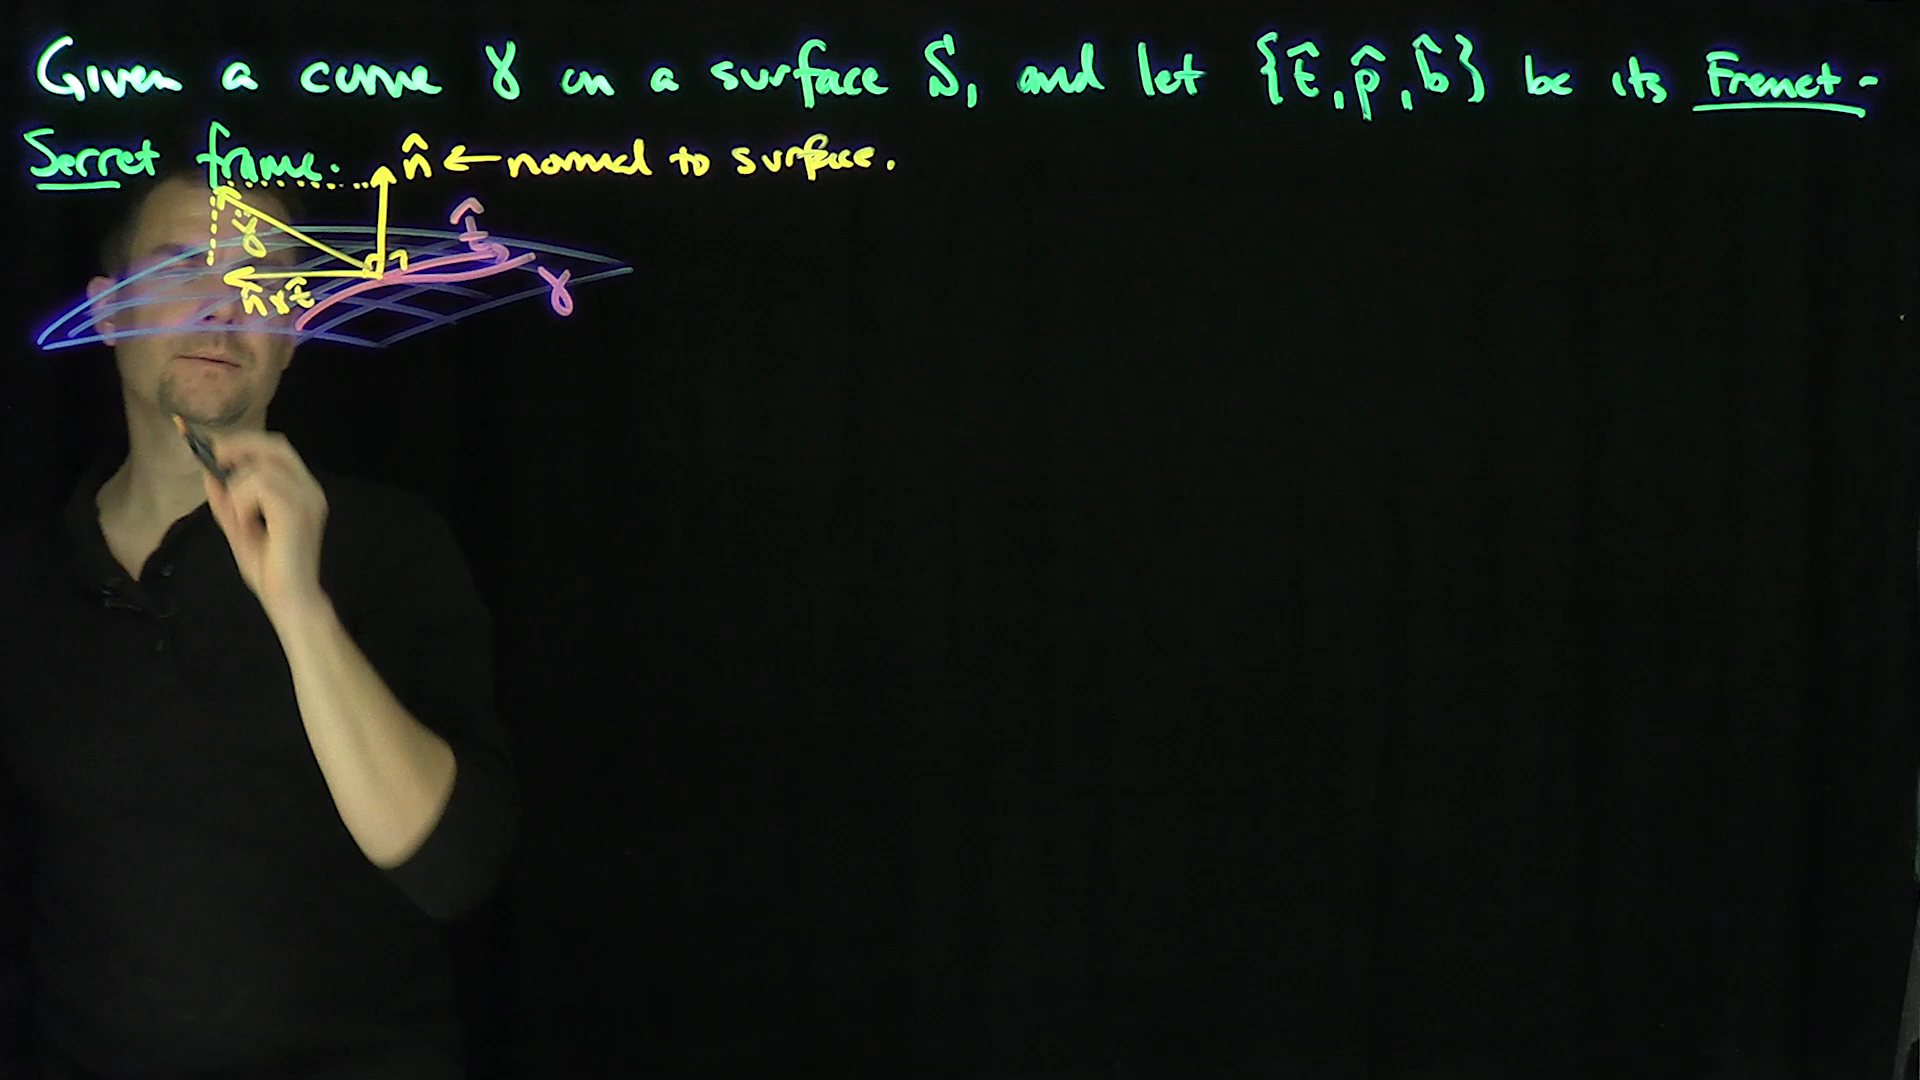 Given a curve γ on a surface S, and let {t̂, p̂, b̂} be its Frenet-
Serret frame. n̂ ← normal to surface.
t̂
γ̈
γ
n̂×t̂